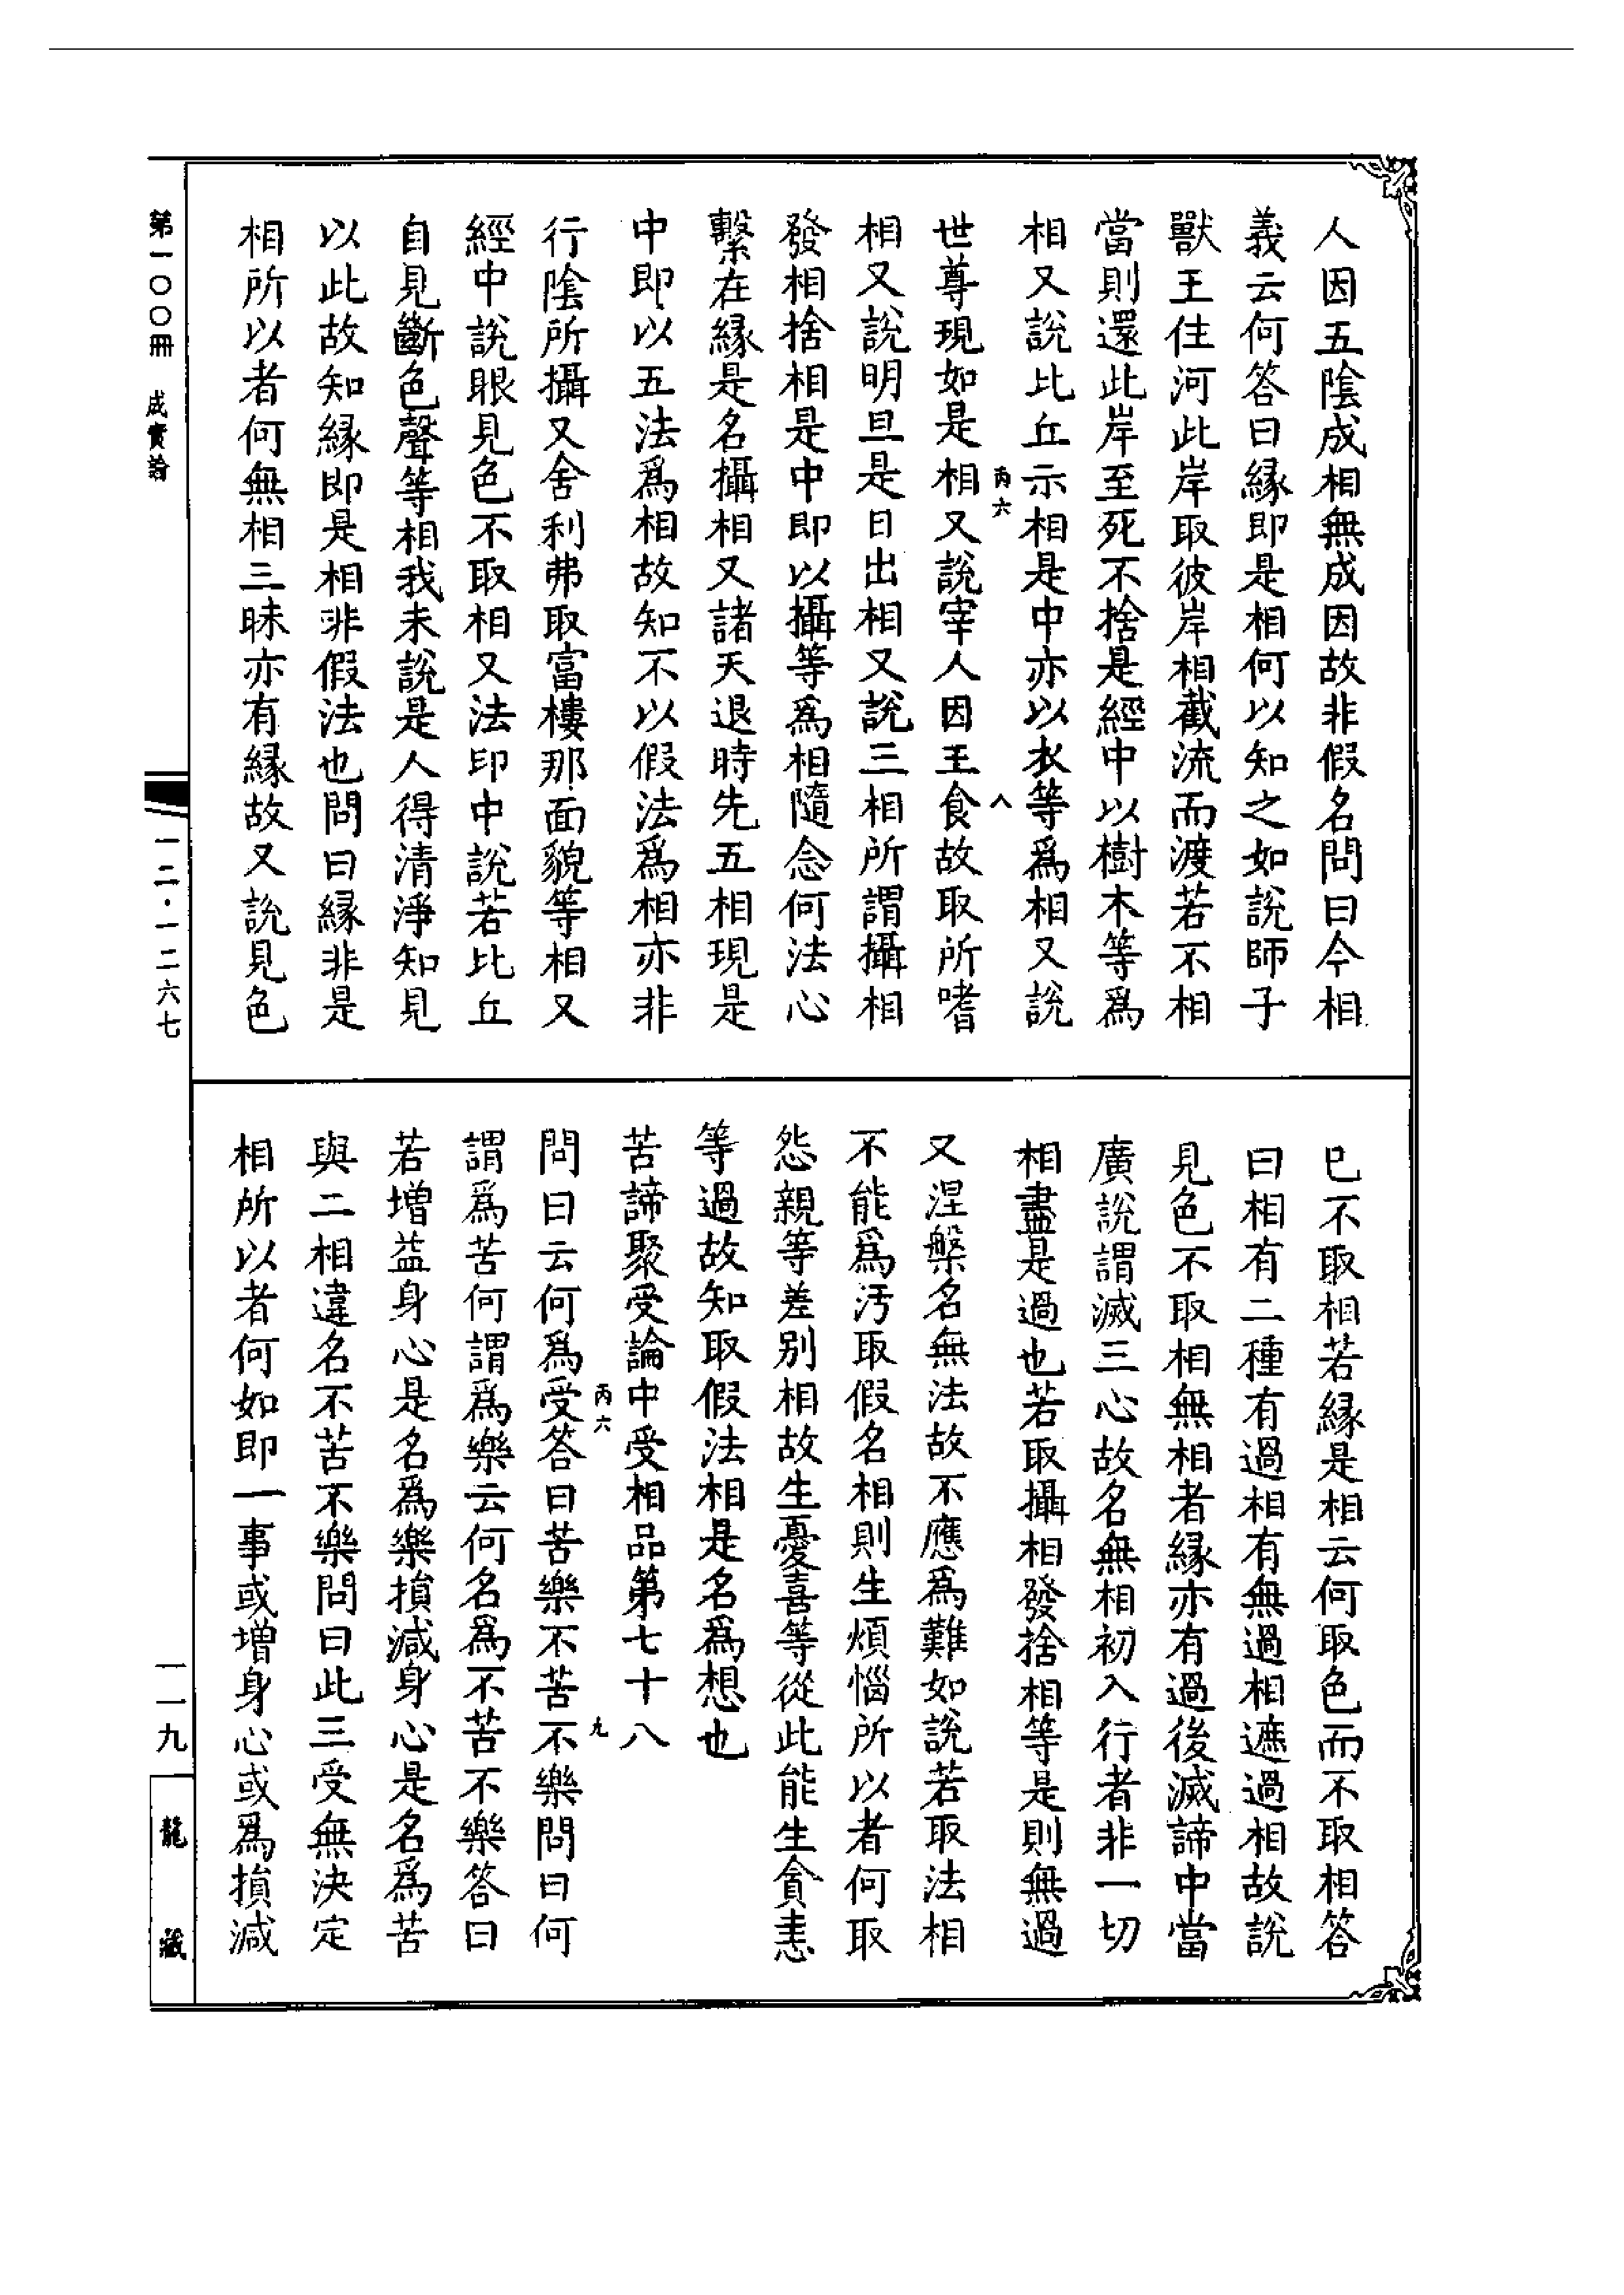 人因五陰成相無成因故非假名問曰今相
義云何答曰緣即是相何以知之如說師子
獸王住河此岸取彼岸相截流而渡若不相
當則還此岸至死不捨是經中以樹木等爲
相又說比丘示相是中亦以衣等爲相又說
丙六
八
世尊現如是相又說宰人因王食故取所嗜
相又說明旦是日出相又說三相所謂攝相
發相捨相是中即以攝等爲相隨念何法心
繫在緣是名攝相又諸天退時先五相現是
中即以五法爲相故知不以假法爲相亦非
行陰所攝又舍利弗取富樓那面貌等相又
經中說眼見色不取相又法印中說若比丘
自見斷色聲等相我未說是人得清淨知見
以此故知緣即是相非假法也問曰緣非是
相所以者何無相三昧亦有緣故又說見色
已不取相若緣是相云何取色而不取相答
曰相有二種有過相有無過相遮過相故說
見色不取相無相者緣亦有過後滅諦中當
廣說謂滅三心故名無相初入行者非一切
相盡是過也若取攝相發捨相等是則無過
又涅槃名無法故不應爲難如說若取法相
不能爲污取假名相則生煩惱所以者何取
怨親等差別相故生憂喜等從此能生貪恚
等過故知取假法相是名爲想也
苦諦聚受論中受相品第七十八
丙六
九
問曰云何爲受答曰苦樂不苦不樂問曰何
謂爲苦何謂爲樂云何名爲不苦不樂答曰
若增益身心是名爲樂損減身心是名爲苦
與二相違名不苦不樂問曰此三受無決定
相所以者何如即一事或增身心或爲損減
第一〇〇冊　成實論
一二·一二六七
一一九
龍藏